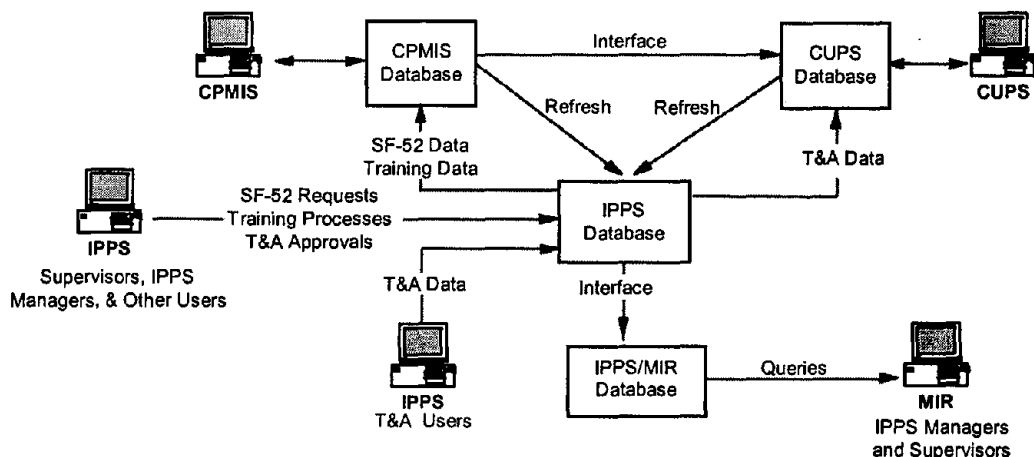 CPMIS
CPMIS
Database
Interface
CUPS
Database
CUPS
Refresh
Refresh
SF-52 Data
Training Data
T&A Data
SF-52 Requests
Training Processes
T&A Approvals
IPPS
Database
IPPS
Supervisors, IPPS
Managers, & Other Users
T&A Data
Interface
IPPS
T&A Users
IPPS/MIR
Database
Queries
MIR
IPPS Managers
and Supervisors